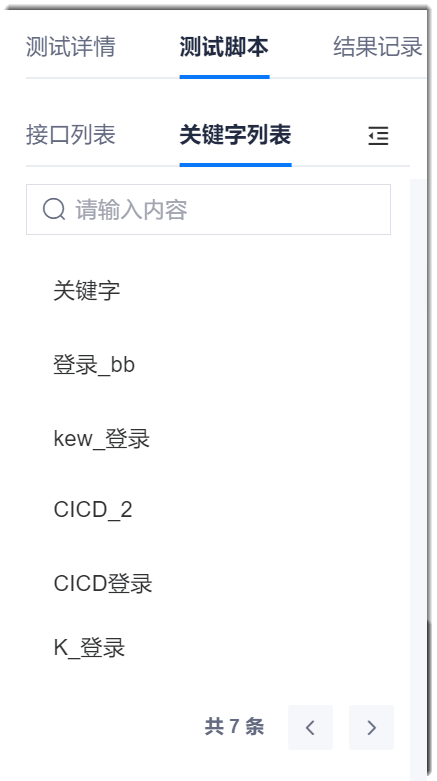 测试详情 测试脚本 结果记录
接口列表 关键字列表
请输入内容
关键字
登录_bb
kew_登录
CICD_2
CICD登录
K_登录
共 7 条